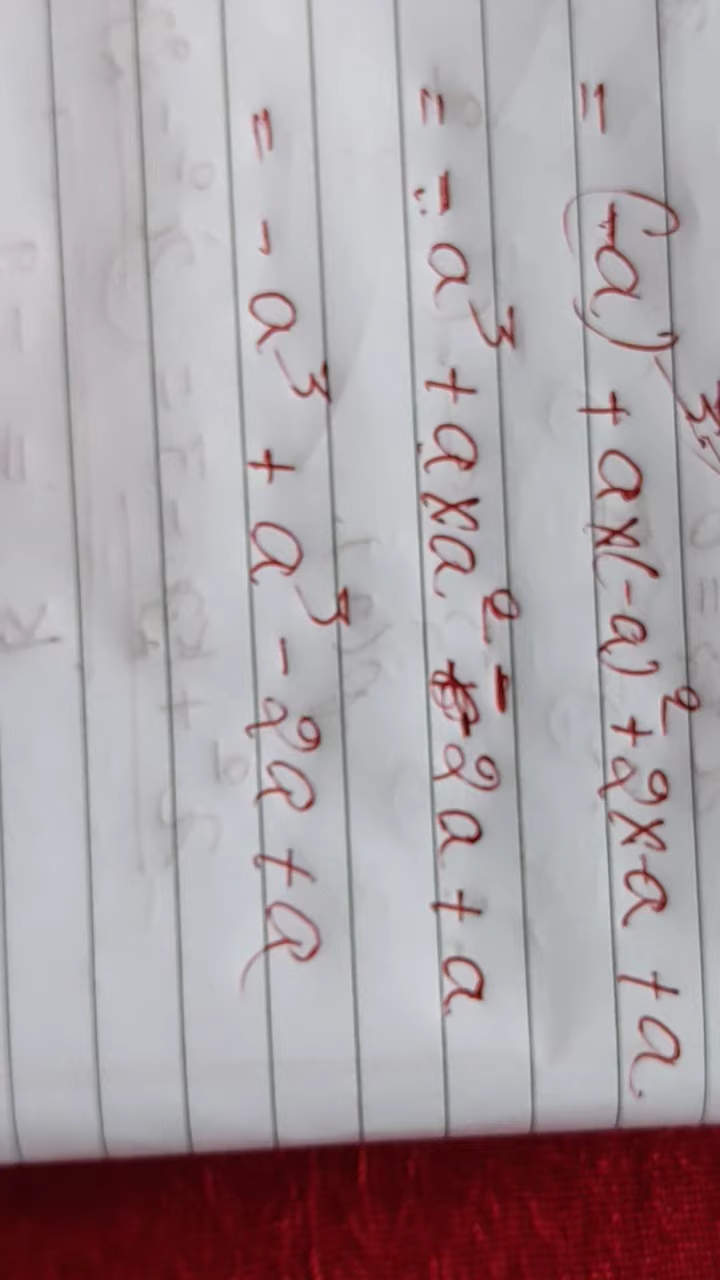 = (-a)³ + a×(-a)² + 2×-a + a
= - a³ + a×a² - 2a + a
= - a³ + a³ - 2a + a